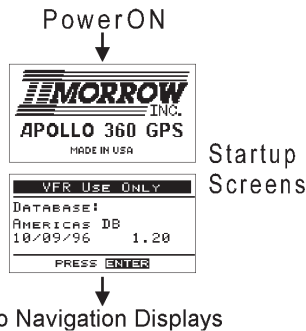 PowerON
IIMORROW
INC.
APOLLO 360 GPS
MADE IN USA
Startup
Screens
VFR USE ONLY
DATABASE:
AMERICAS DB
10/09/96 1.20
PRESS ENTER
o Navigation Displays